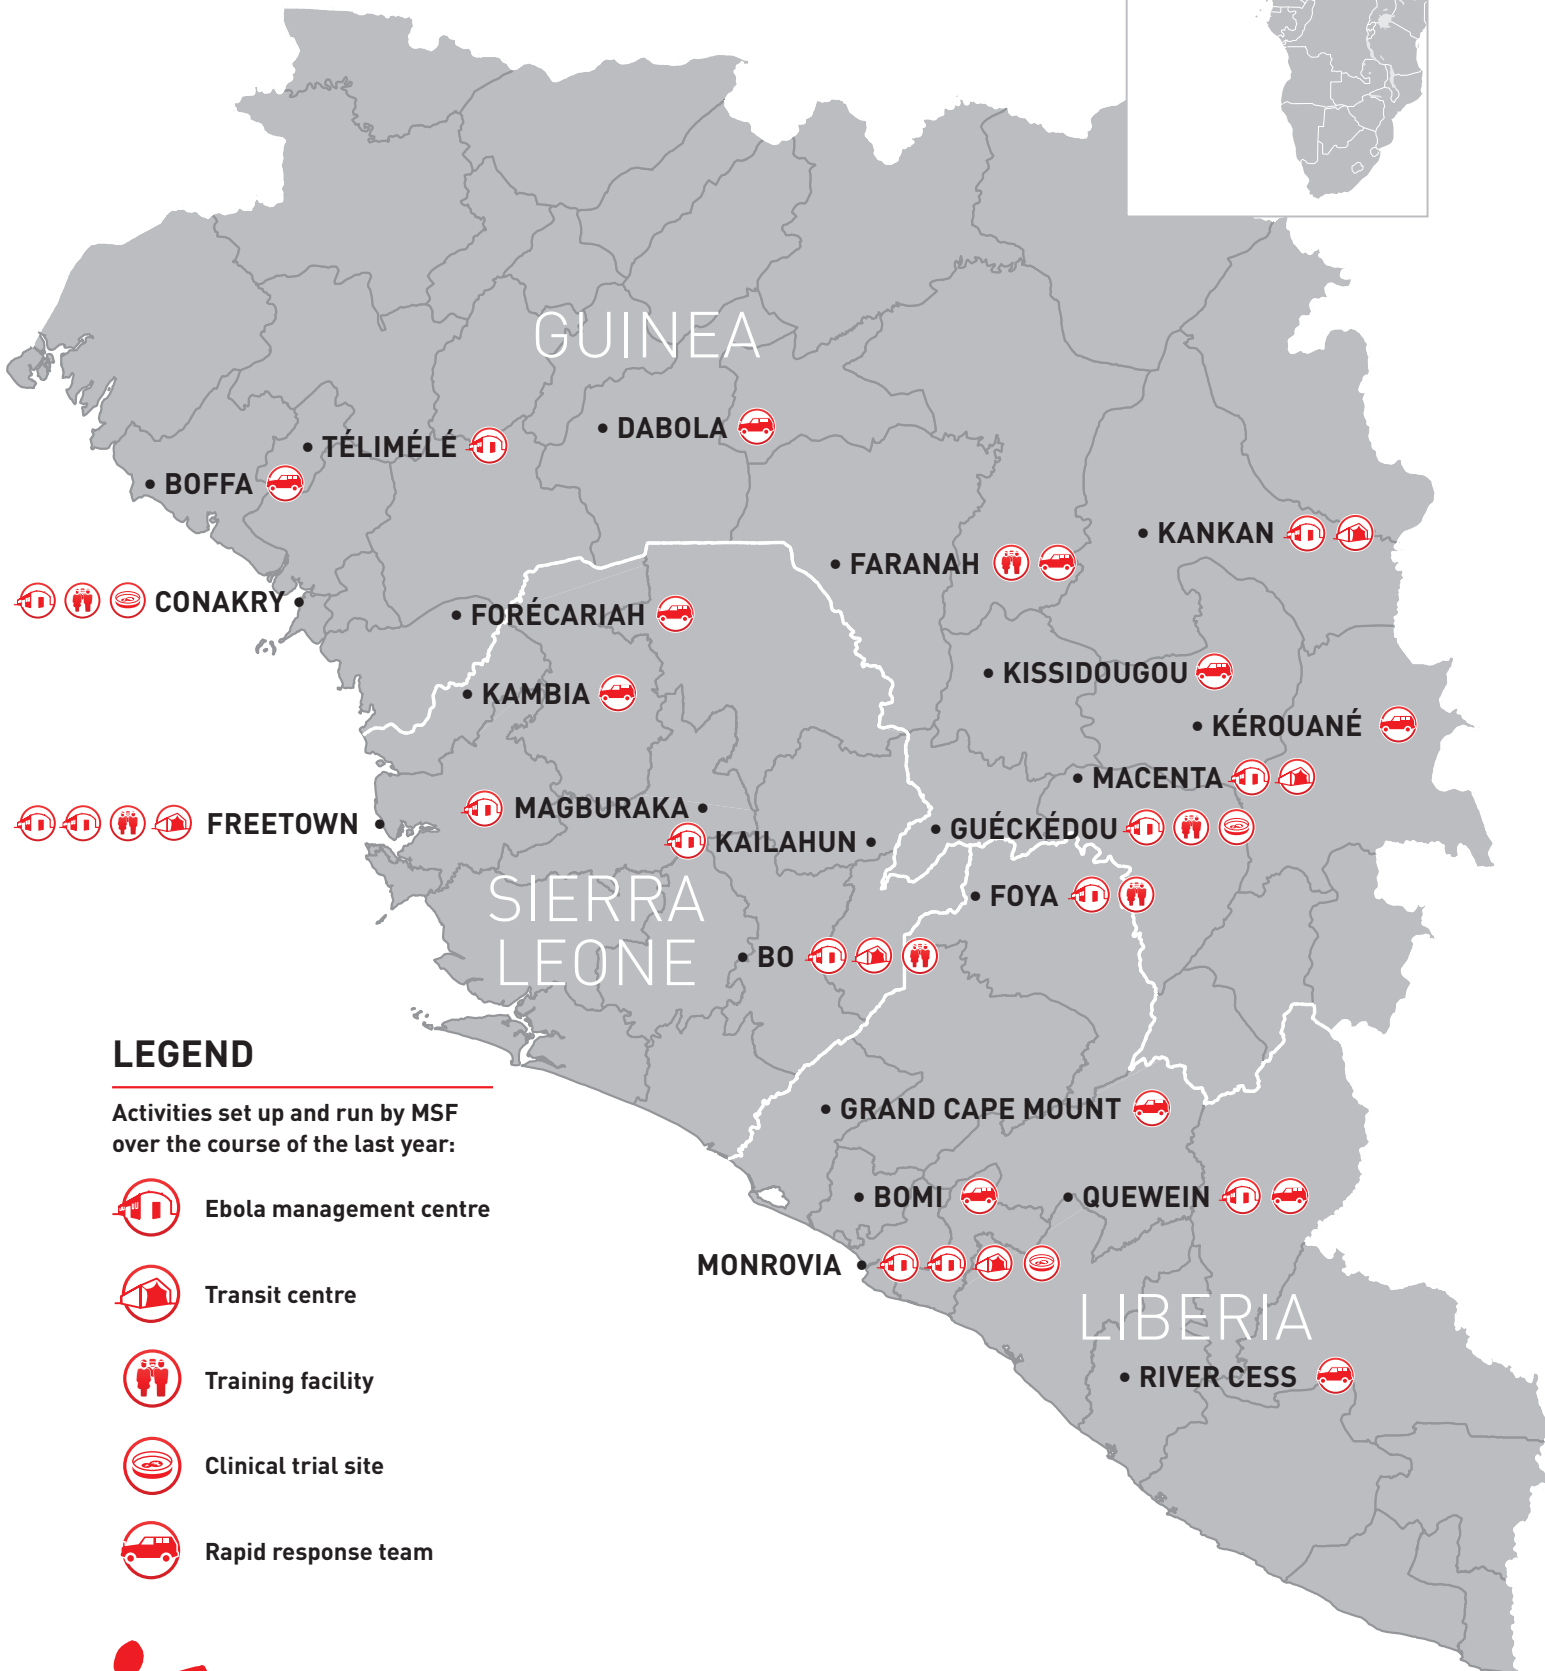 GUINEA
DABOLA
TÉLIMÉLÉ
BOFFA
KANKAN
FARANAH
CONAKRY
FORÉCARIAH
KISSIDOUGOU
KAMBIA
KÉROUANÉ
MACENTA
MAGBURAKA
FREETOWN
GUÉCKÉDOU
KAILAHUN
SIERRA
LEONE
FOYA
BO
LEGEND
Activities set up and run by MSF
over the course of the last year:
Ebola management centre
Transit centre
Training facility
Clinical trial site
Rapid response team
GRAND CAPE MOUNT
BOMI
QUEWEIN
MONROVIA
LIBERIA
RIVER CESS